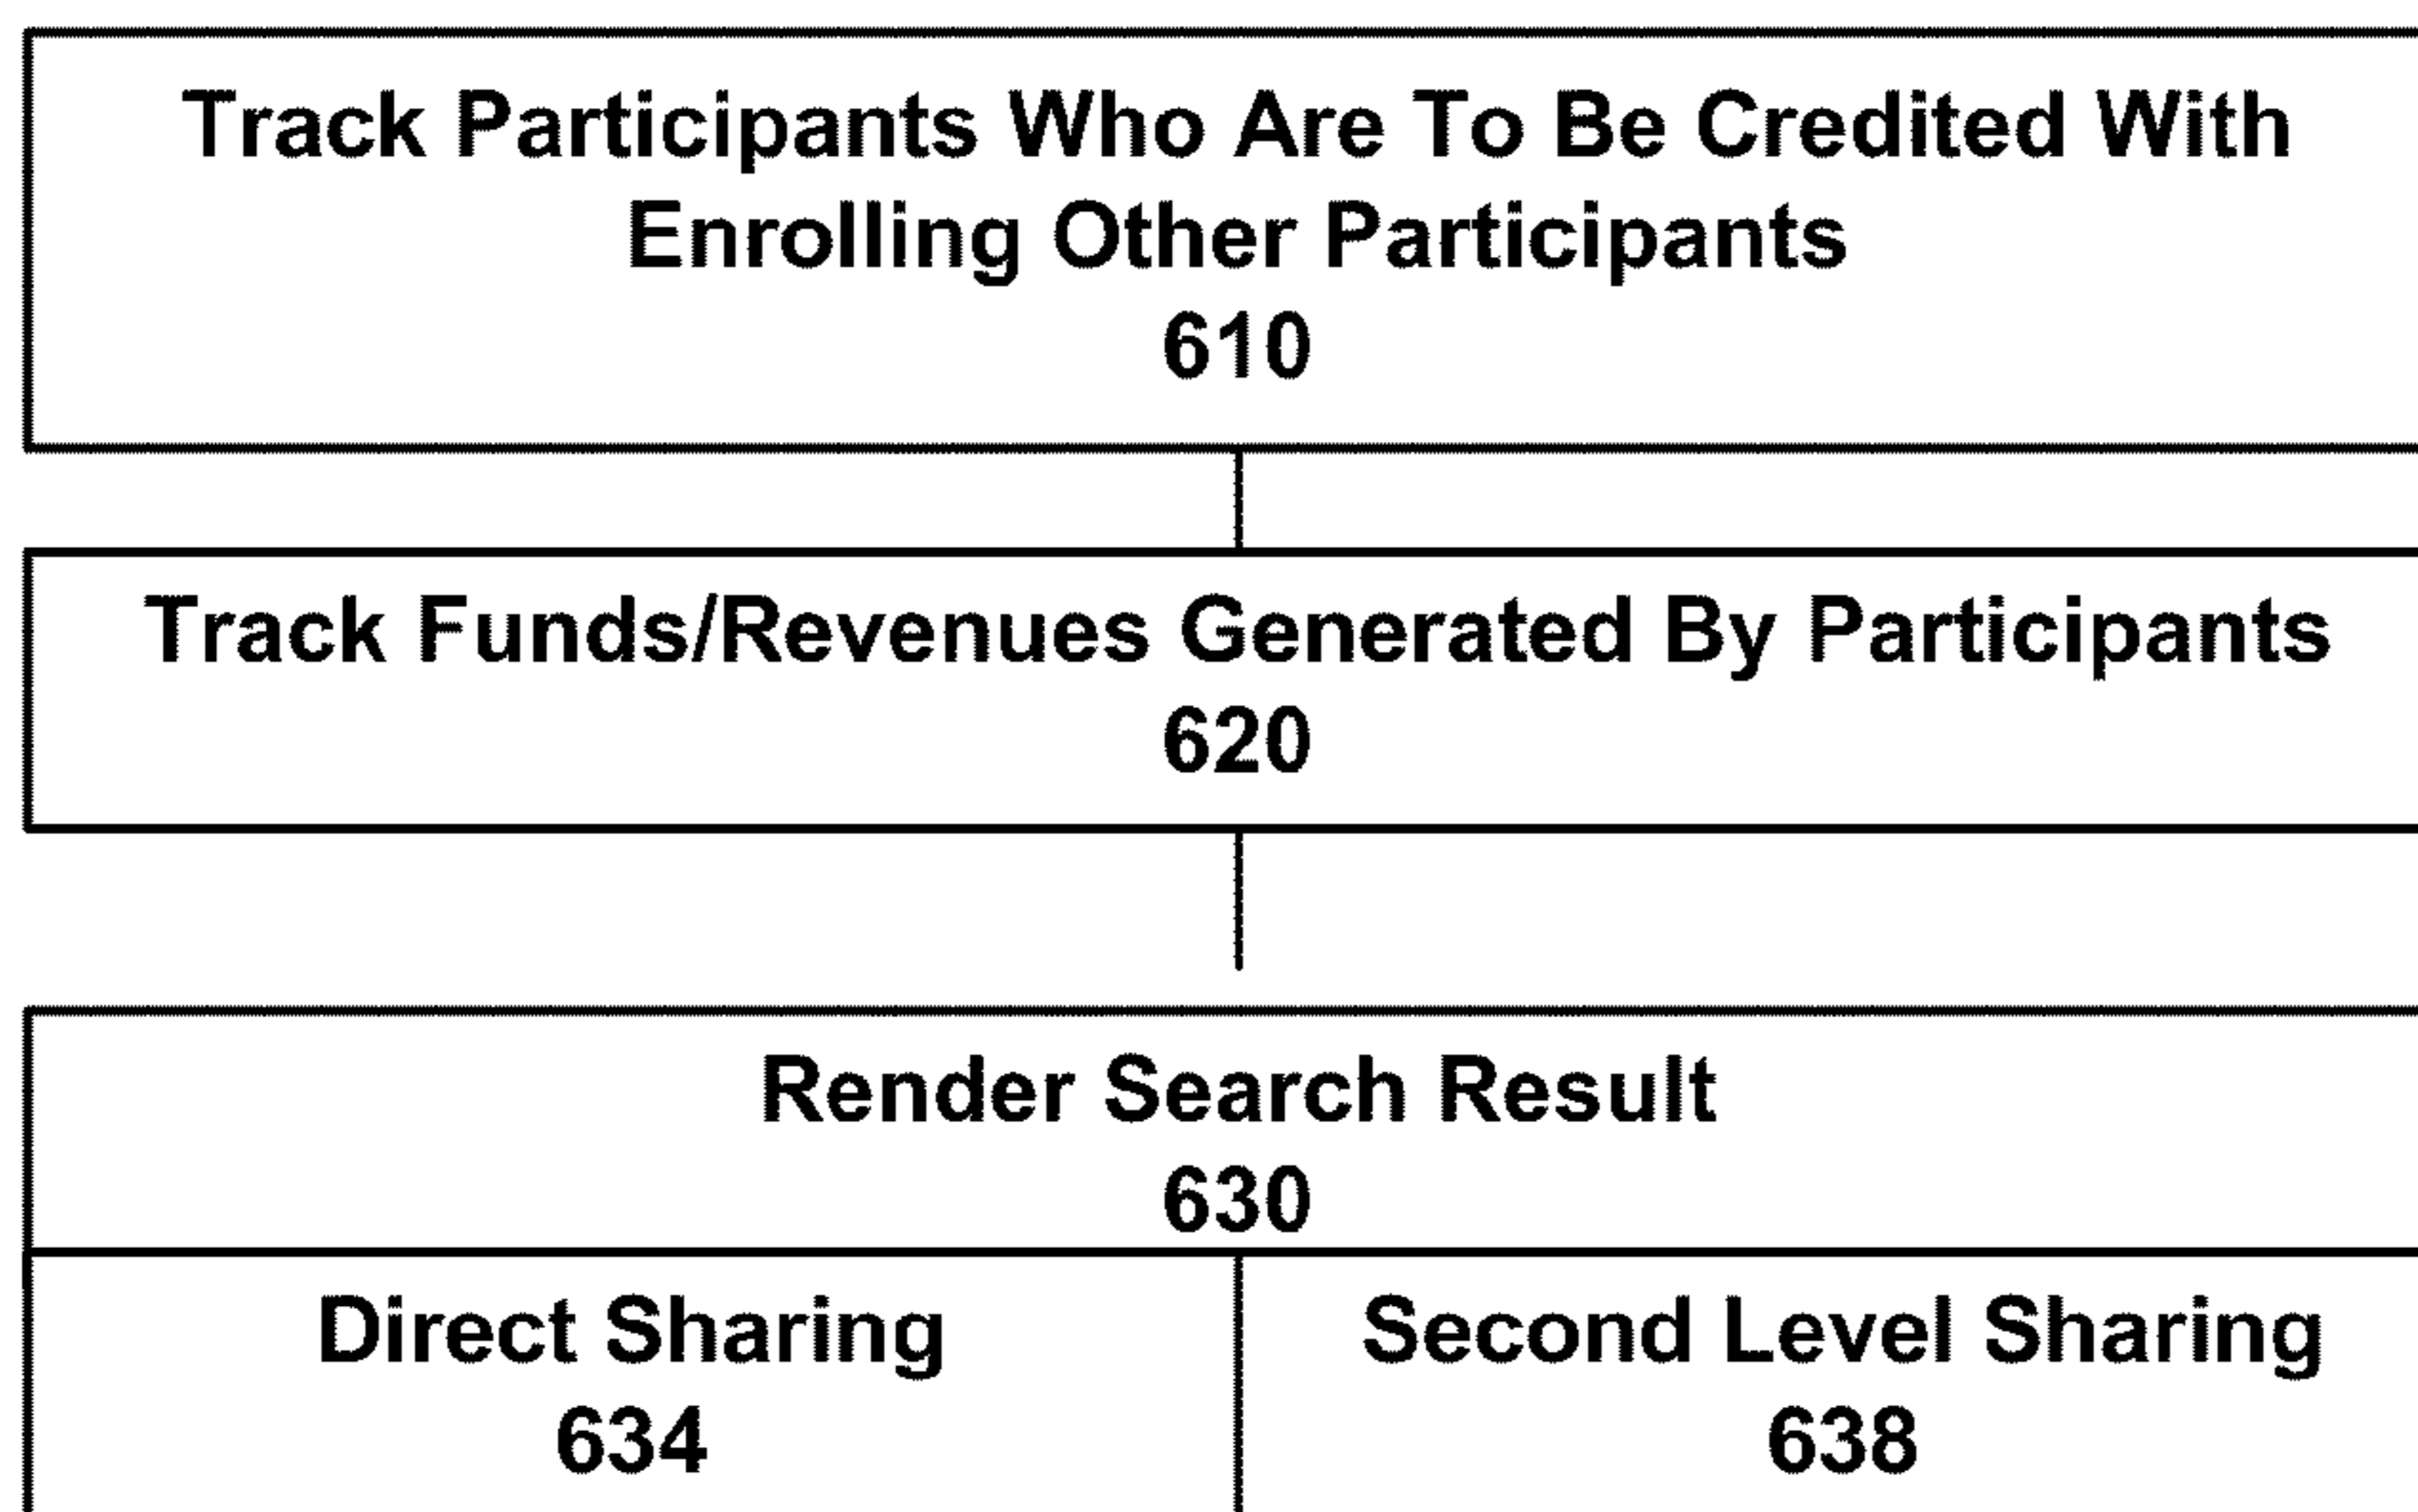 Track Participants Who Are To Be Credited With
Enrolling Other Participants
610
Track Funds/Revenues Generated By Participants
620
Render Search Result
630
Direct Sharing
634
Second Level Sharing
638